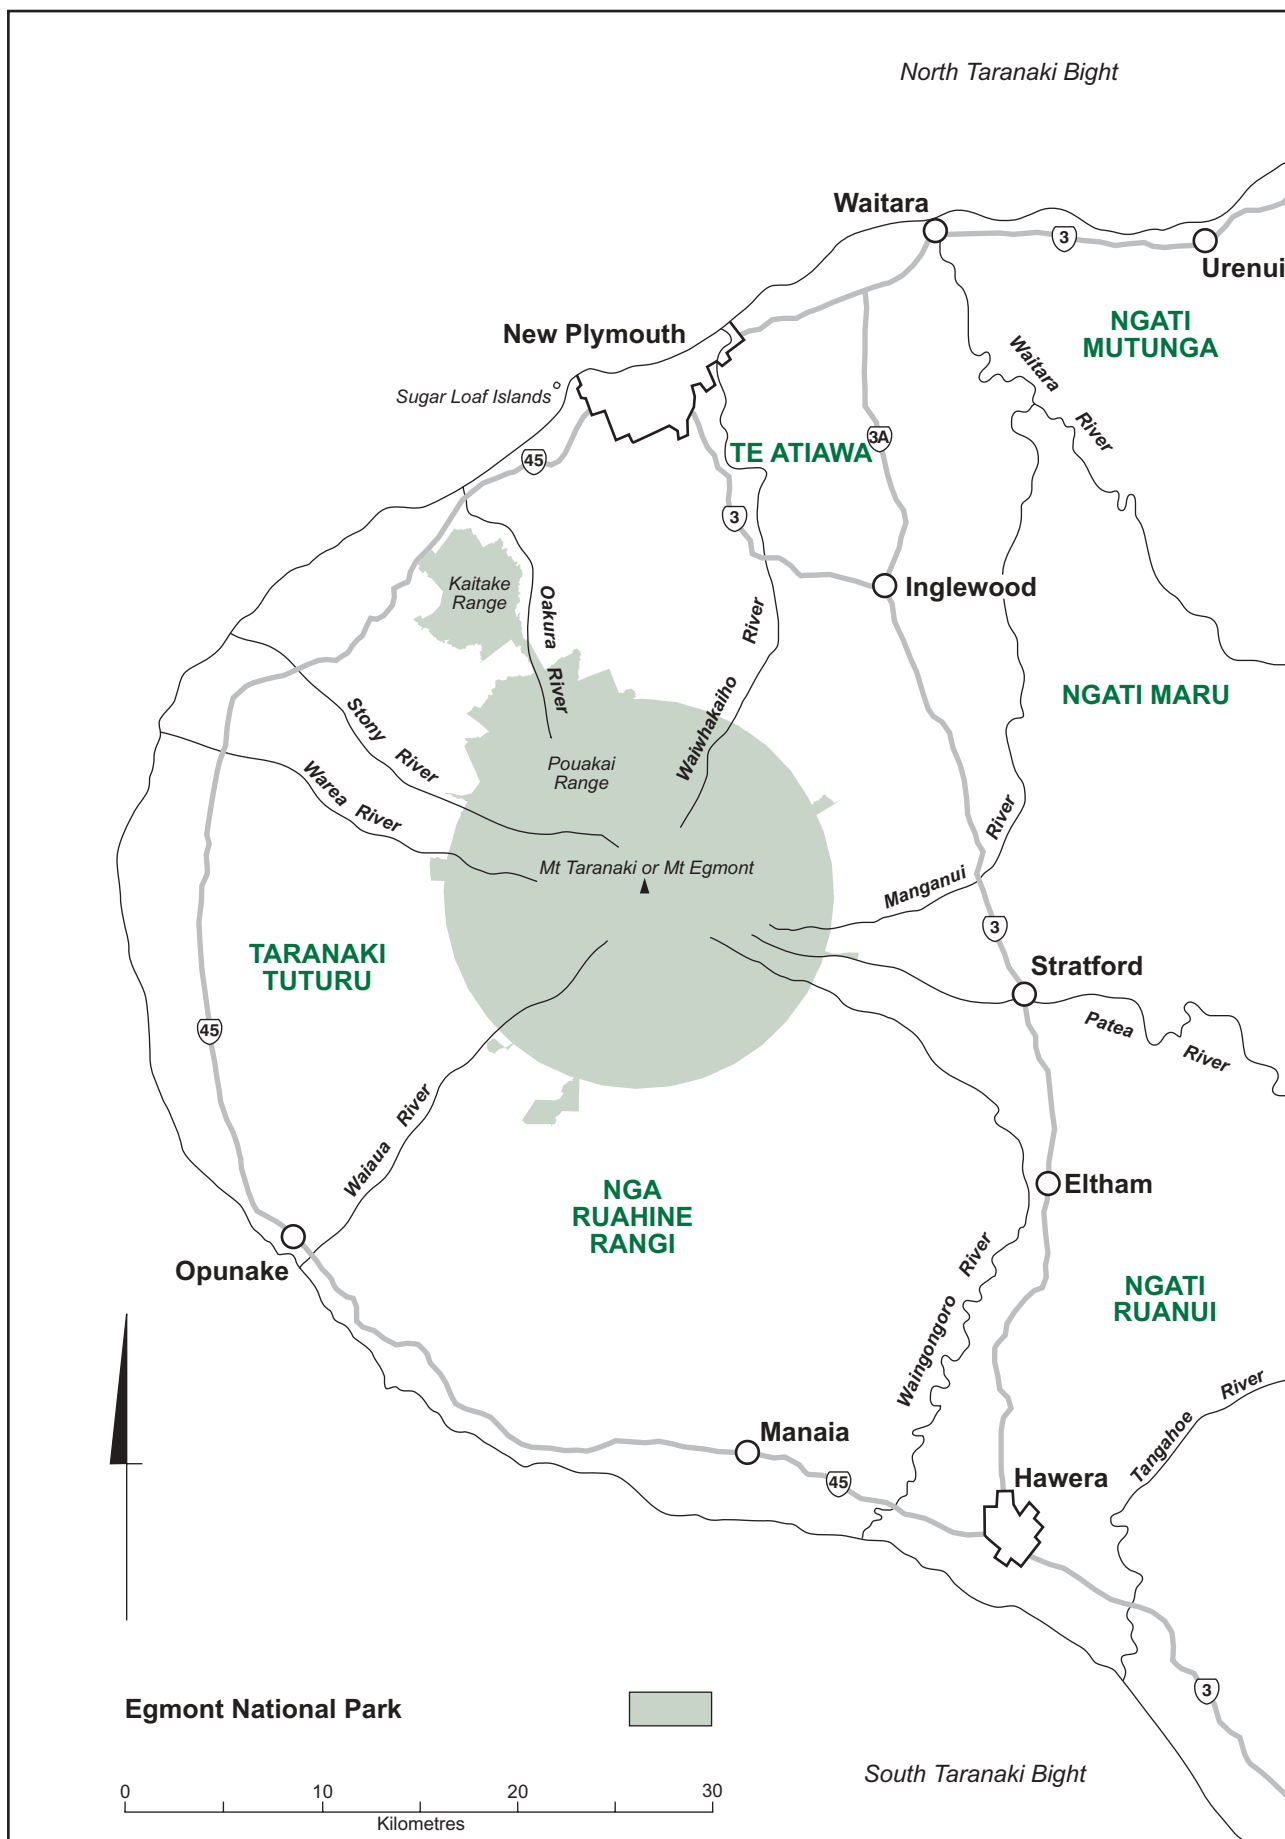 North Taranaki Bight
Waitara
3
Urenui
NGATI
MUTUNGA
New Plymouth
Waitara
River
Sugar Loaf Islands
3A
TE ATIAWA
45
3
Kaitake
Range
Oakura
River
Inglewood
River
Waiwhakaiho
NGATI MARU
Stony
River
Pouakai
Range
Warea
River
River
Manganui
Mt Taranaki or Mt Egmont
3
TARANAKI
TUTURU
Stratford
45
Patea
River
River
Waiaua
NGA
RUAHINE
RANGI
Eltham
Opunake
River
Waingongoro
NGATI
RUANUI
River
Tangahoe
Manaia
45
Hawera
3
Egmont National Park
South Taranaki Bight
0
10
20
30
Kilometres